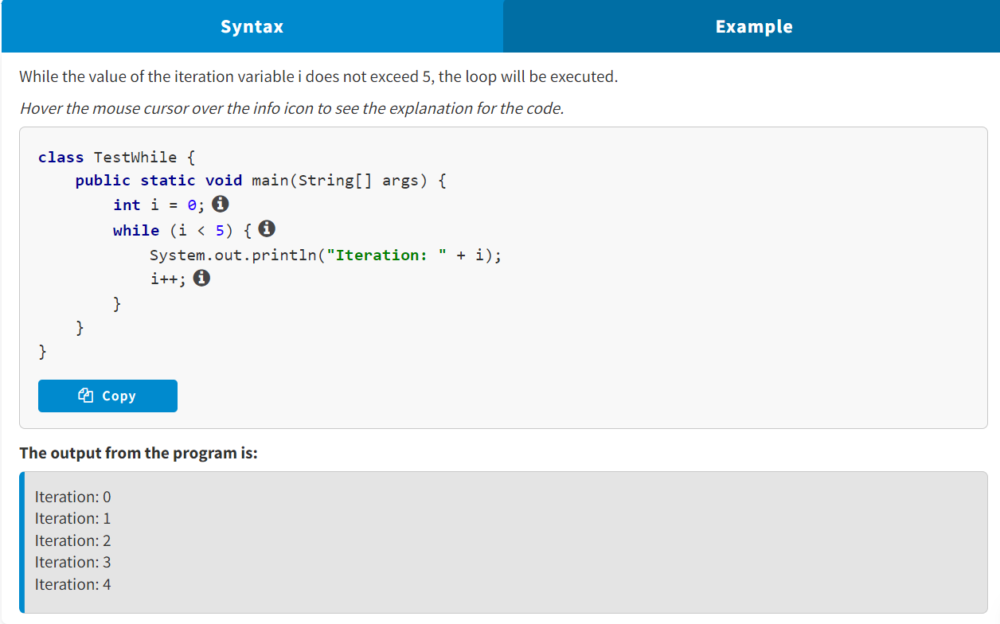 Syntax
Example
While the value of the iteration variable i does not exceed 5, the loop will be executed.
Hover the mouse cursor over the info icon to see the explanation for the code.
class TestWhile {
    public static void main(String[] args) {
        int i = 0;
        while (i < 5) {
            System.out.println("Iteration: " + i);
            i++;
        }
    }
}
Copy
The output from the program is:
Iteration: 0
Iteration: 1
Iteration: 2
Iteration: 3
Iteration: 4